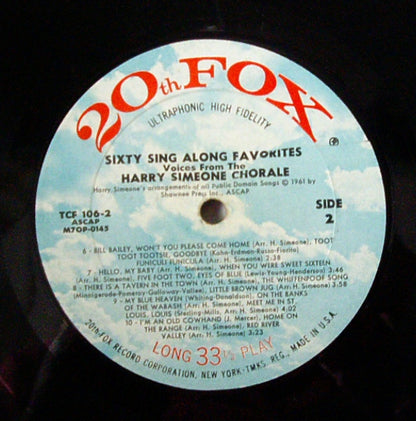 20th FOX
ULTRAPHONIC HIGH FIDELITY
SIXTY SING ALONG FAVORITES
Voices From The
HARRY SIMEONE CHORALE
Harry Simeone's arrangements of all Public Domain Songs © 1961 by
Shawnee Press Inc., ASCAP
TCF 106-2
ASCAP
M7OP-0165
SIDE
2
6 - BILL BAILEY, WON'T YOU PLEASE COME HOME (Arr. H. Simeone), TOOT
TOOT TOOTSIE, GOODBYE (Kahn-Erdman-Russo-Fiorito)
FUNICULI FUNICULA (Arr. H. Simeone) 2:38
7 - HELLO, MY BABY (Arr. H. Simeone), WHEN YOU WERE SWEET SIXTEEN
(Arr. H. Simeone), FIVE FOOT TWO, EYES OF BLUE (Lewis-Young-Henderson) 3:46
8 - THERE IS A TAVERN IN THE TOWN (Arr. H. Simeone), THE WHIFFENPOOF SONG
(Minnigerode-Pomeroy-Galloway-Vallee), LITTLE BROWN JUG (Arr. H. Simeone) 3:58
9 - MY BLUE HEAVEN (Whiting-Donaldson), ON THE BANKS
OF THE WABASH (Arr. H. Simeone), MEET ME IN ST.
LOUIS, LOUIS (Sterling-Mills, Arr. H. Simeone) 4:02
10 - I'M AN OLD COWHAND (J. Mercer), HOME ON
THE RANGE (Arr. H. Simeone), RED RIVER
VALLEY (Arr. H. Simeone) 2:23
LONG 33⅓ PLAY
20th FOX RECORD CORPORATION, NEW YORK-TMKS. REG., MADE IN U.S.A.